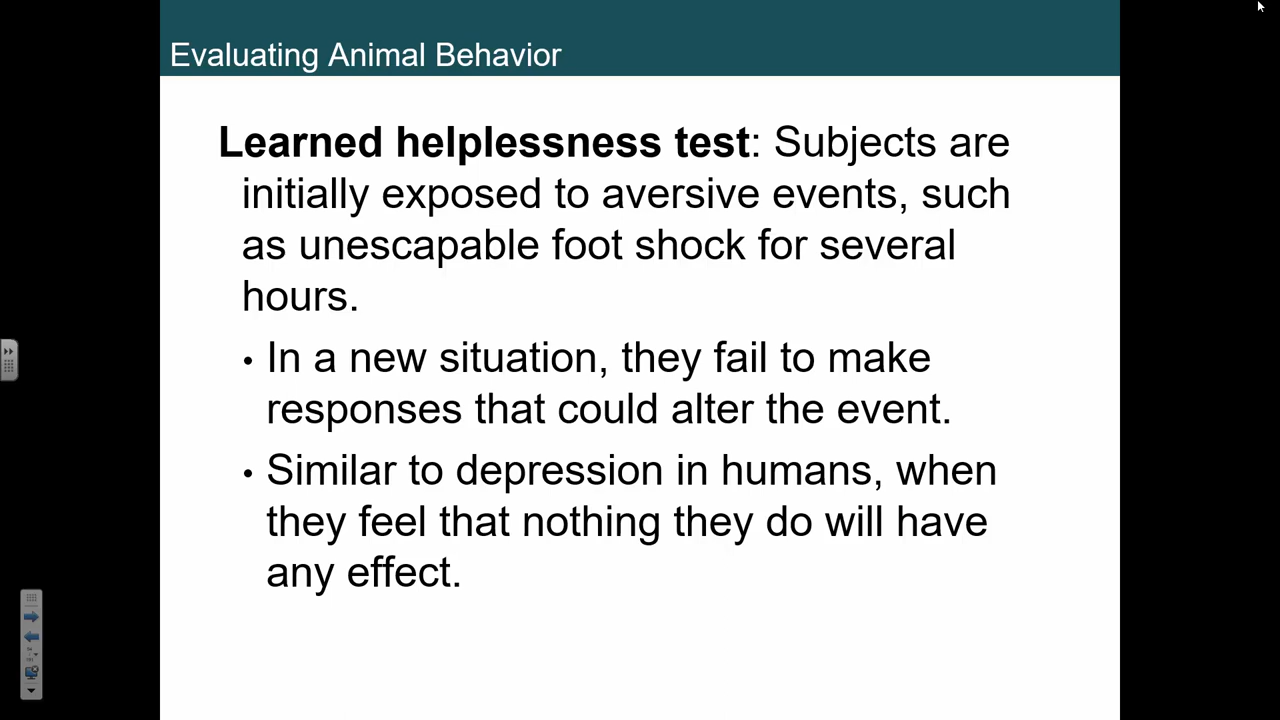 Evaluating Animal Behavior
Learned helplessness test: Subjects are
initially exposed to aversive events, such
as unescapable foot shock for several
hours.
• In a new situation, they fail to make
responses that could alter the event.
• Similar to depression in humans, when
they feel that nothing they do will have
any effect.